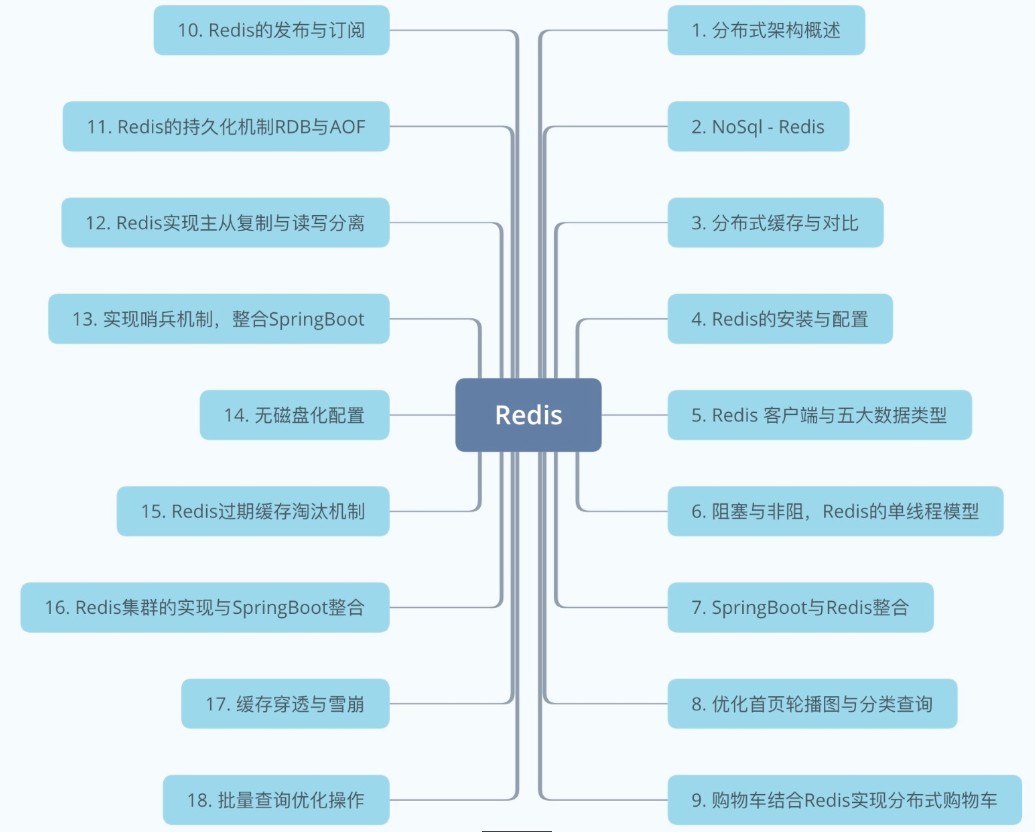 Redis
1. 分布式架构概述
2. NoSql - Redis
3. 分布式缓存与对比
4. Redis的安装与配置
5. Redis 客户端与五大数据类型
6. 阻塞与非阻，Redis的单线程模型
7. SpringBoot与Redis整合
8. 优化首页轮播图与分类查询
9. 购物车结合Redis实现分布式购物车
10. Redis的发布与订阅
11. Redis的持久化机制RDB与AOF
12. Redis实现主从复制与读写分离
13. 实现哨兵机制，整合SpringBoot
14. 无磁盘化配置
15. Redis过期缓存淘汰机制
16. Redis集群的实现与SpringBoot整合
17. 缓存穿透与雪崩
18. 批量查询优化操作